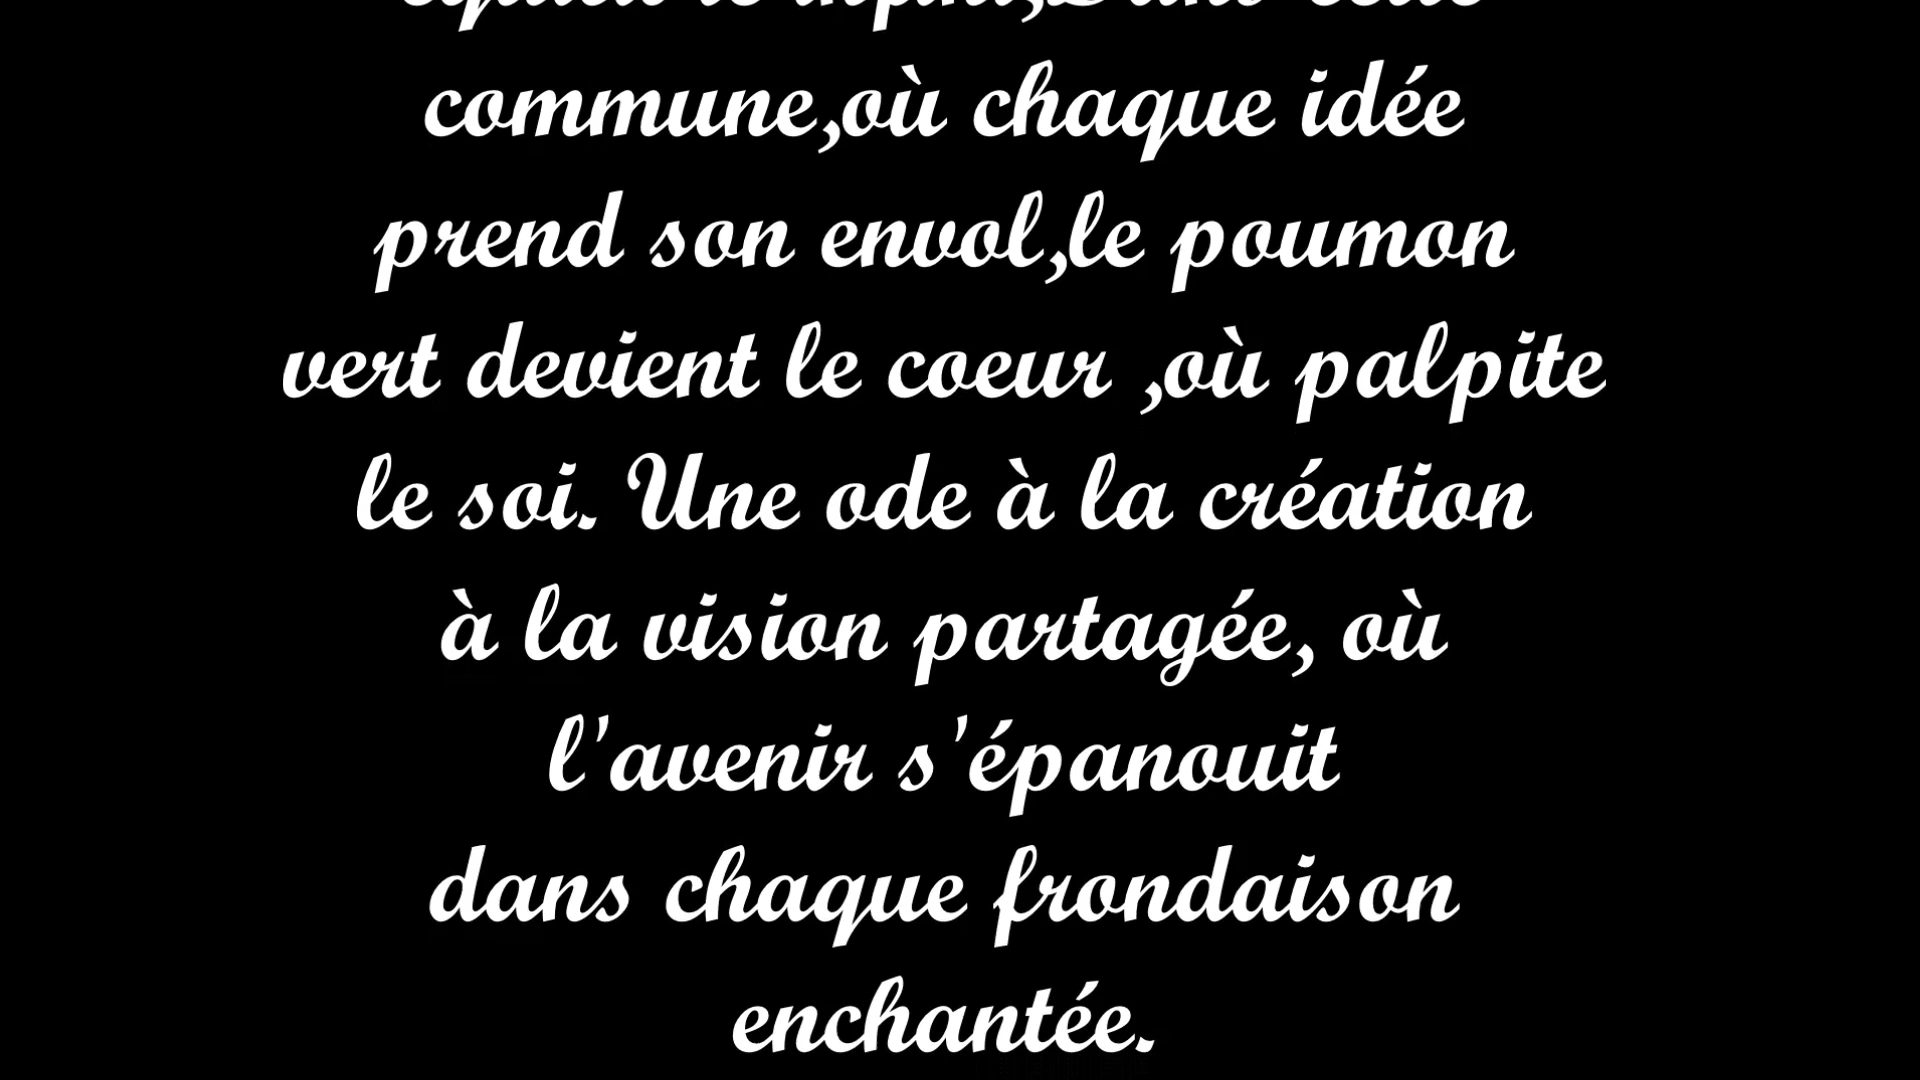 commune,où chaque idée
prend son envol,le poumon
vert devient le coeur ,où palpite
le soi. Une ode à la création
à la vision partagée, où
l'avenir s'épanouit
dans chaque frondaison
enchantée.